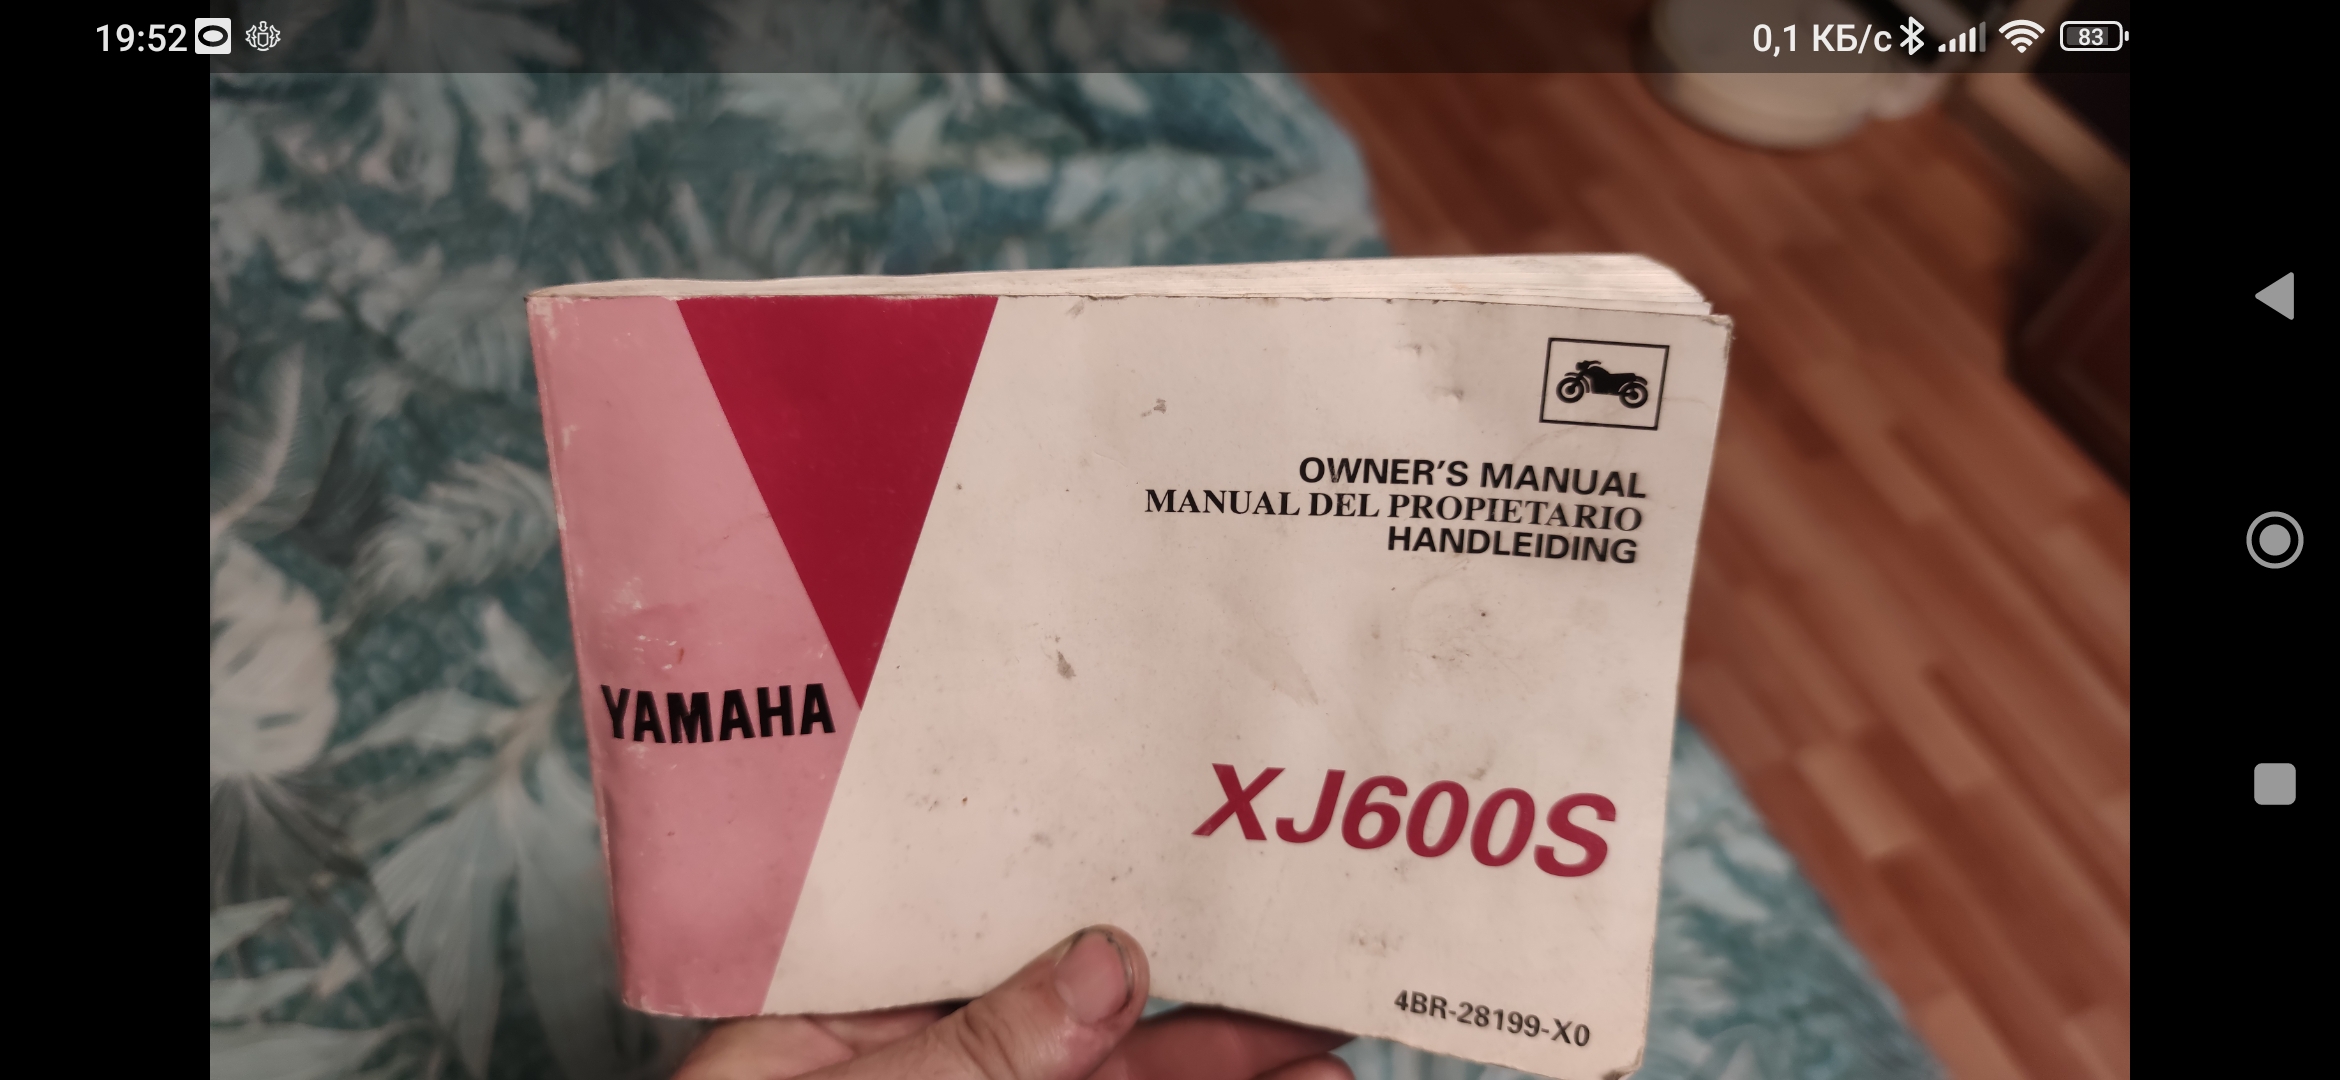 19:52
0,1 КБ/с
83
OWNER'S MANUAL
MANUAL DEL PROPIETARIO
HANDLEIDING
YAMAHA
XJ600S
4BR-28199-X0